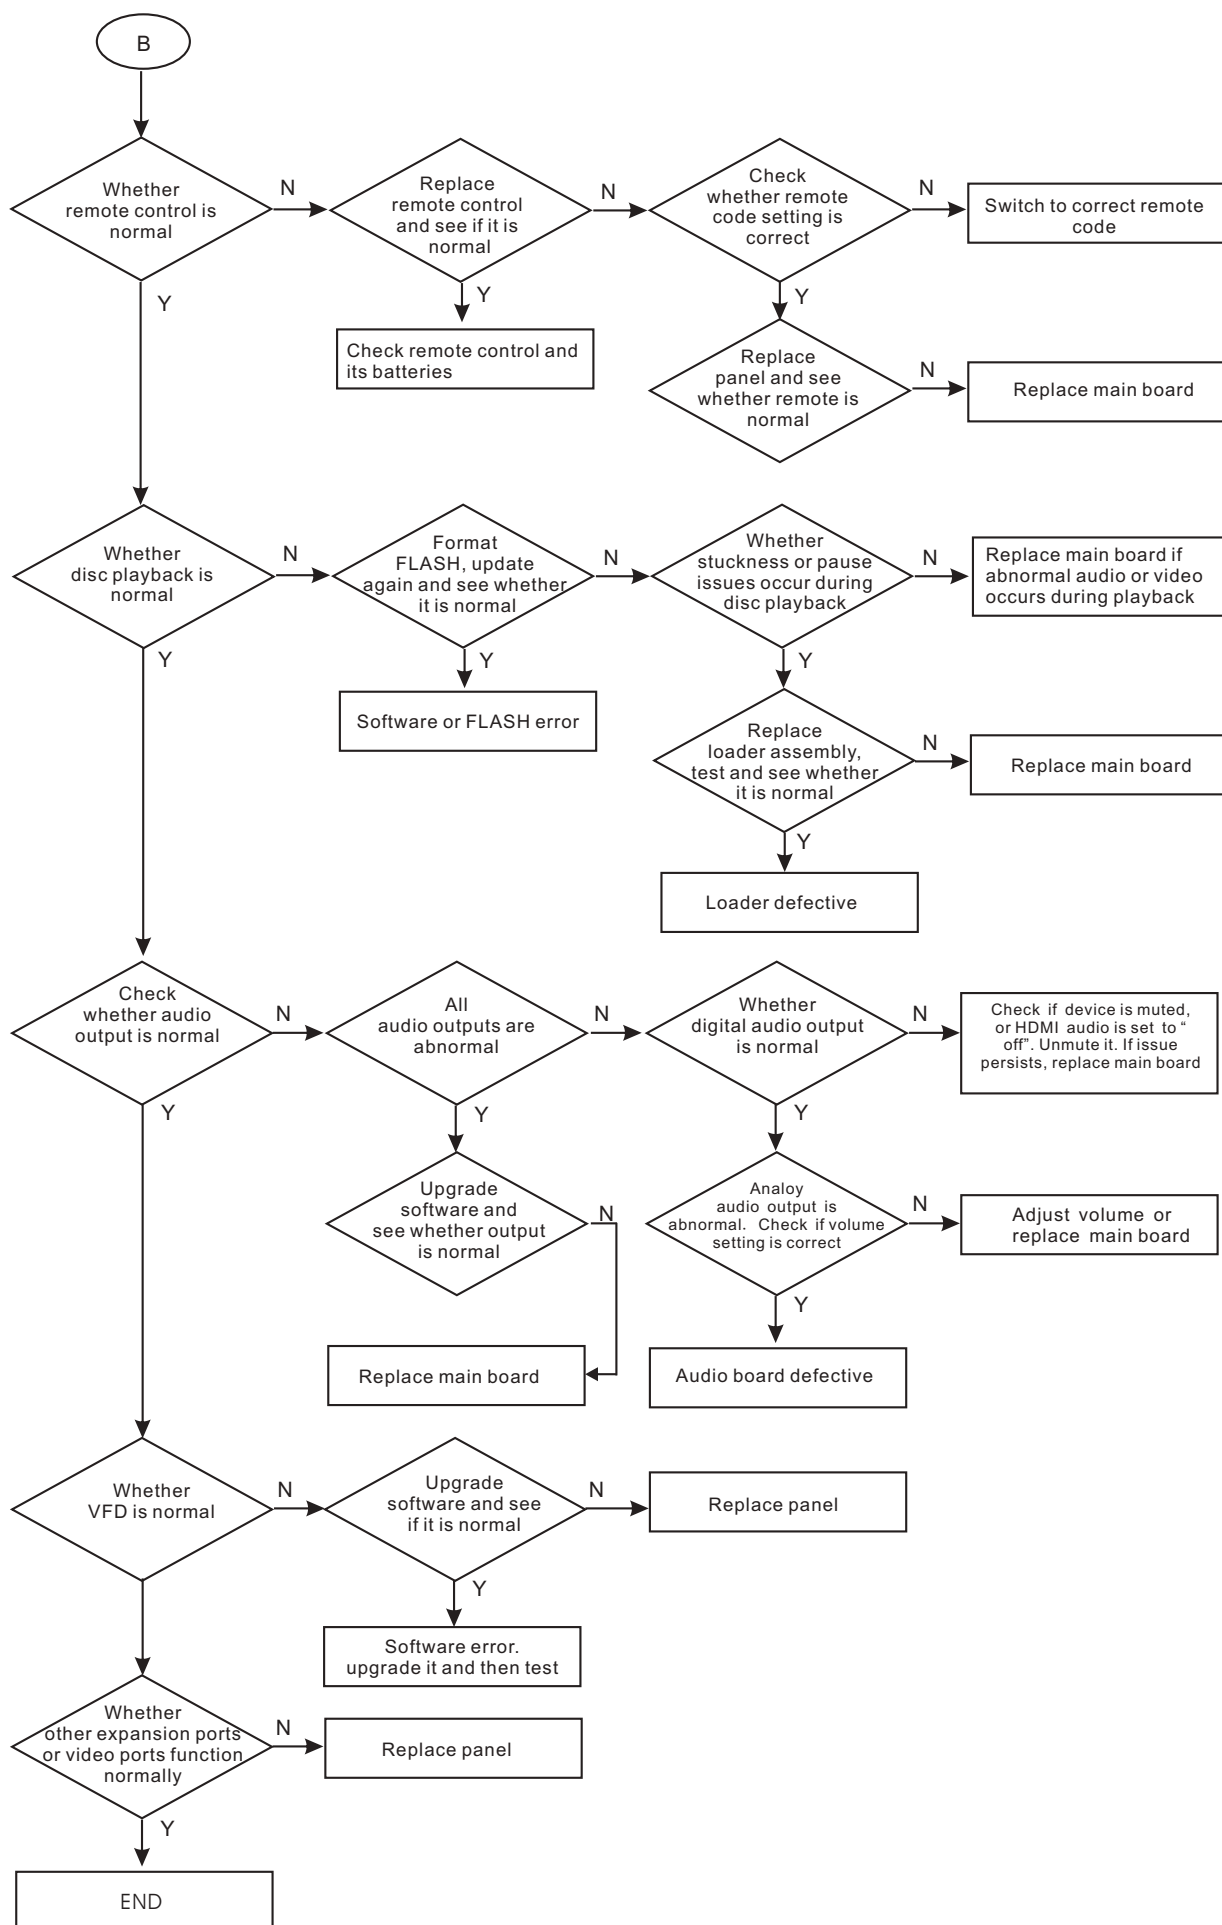 B
Whether
remote control is
normal
N
Replace
remote control
and see if it is
normal
N
Check
whether remote
code setting is
correct
N
Switch to correct remote
code
Y
Y
Y
Check remote control and
its batteries
Replace
panel and see
whether remote is
normal
N
Replace main board
Whether
disc playback is
normal
N
Format
FLASH, update
again and see whether
it is normal
N
Whether
stuckness or pause
issues occur during
disc playback
N
Replace main board if
abnormal audio or video
occurs during playback
Y
Y
Y
Software or FLASH error
Replace
loader assembly,
test and see whether
it is normal
N
Replace main board
Y
Loader defective
Check
whether audio
output is normal
N
All
audio outputs are
abnormal
N
Whether
digital audio output
is normal
N
Check if device is muted,
or HDMI audio is set to “
off”. Unmute it. If issue
persists, replace main board
Y
Y
Y
Upgrade
software and
see whether output
is normal
N
Analoy
audio output is
abnormal. Check if volume
setting is correct
N
Adjust volume or
replace main board
Y
Replace main board
Audio board defective
Whether
VFD is normal
N
Upgrade
software and see
if it is normal
N
Replace panel
Y
Software error.
upgrade it and then test
Whether
other expansion ports
or video ports function
normally
N
Replace panel
Y
END